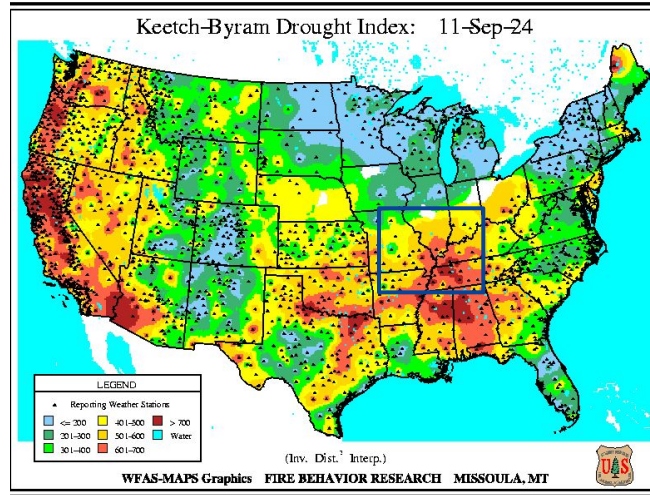 Keetch-Byram Drought Index: 11-Sep-24
LEGEND
Reporting Weather Stations
<= 200
401-500
> 700
201-300
501-600
Water
301-400
601-700
(Inv. Dist.² Interp.)
WFAS-MAPS Graphics FIRE BEHAVIOR RESEARCH MISSOULA, MT
U S